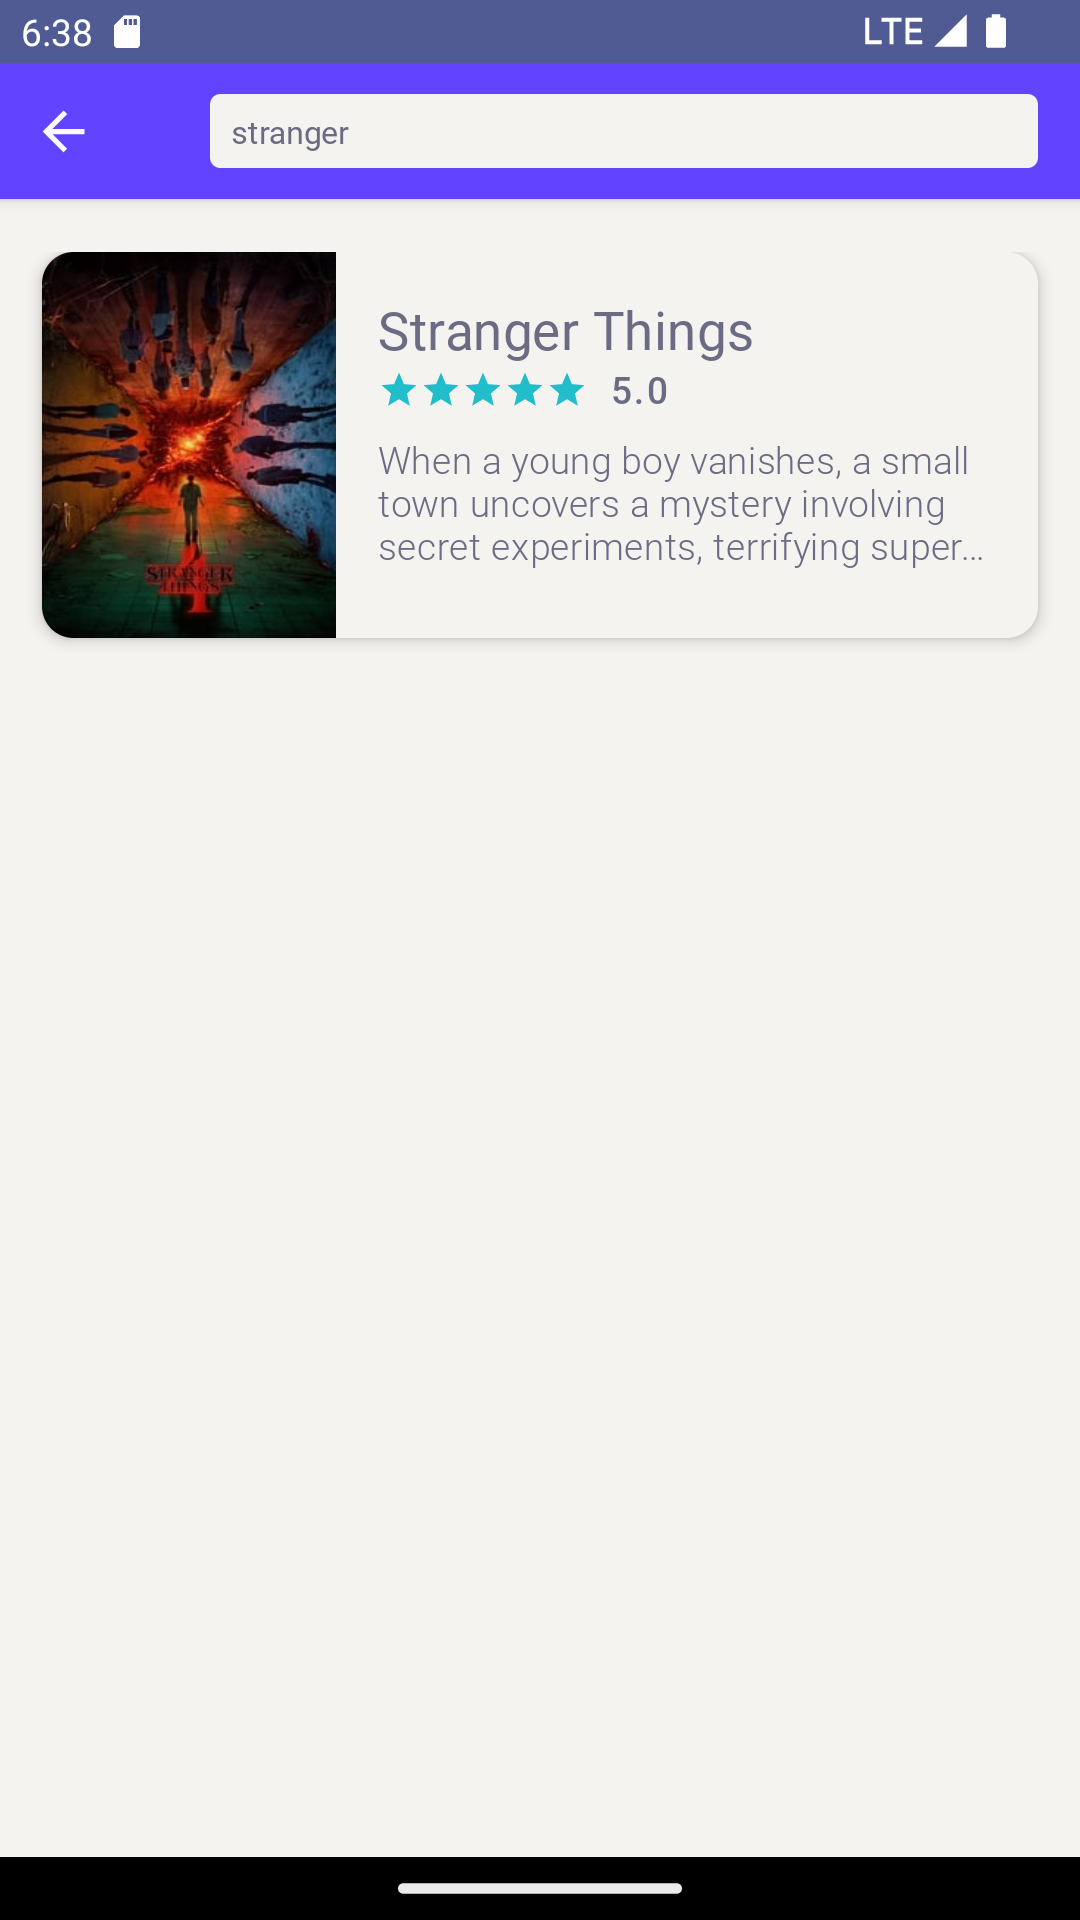 6:38 LTE
stranger
Stranger Things
5.0
When a young boy vanishes, a small
town uncovers a mystery involving
secret experiments, terrifying super…
STRANGER
THINGS
4